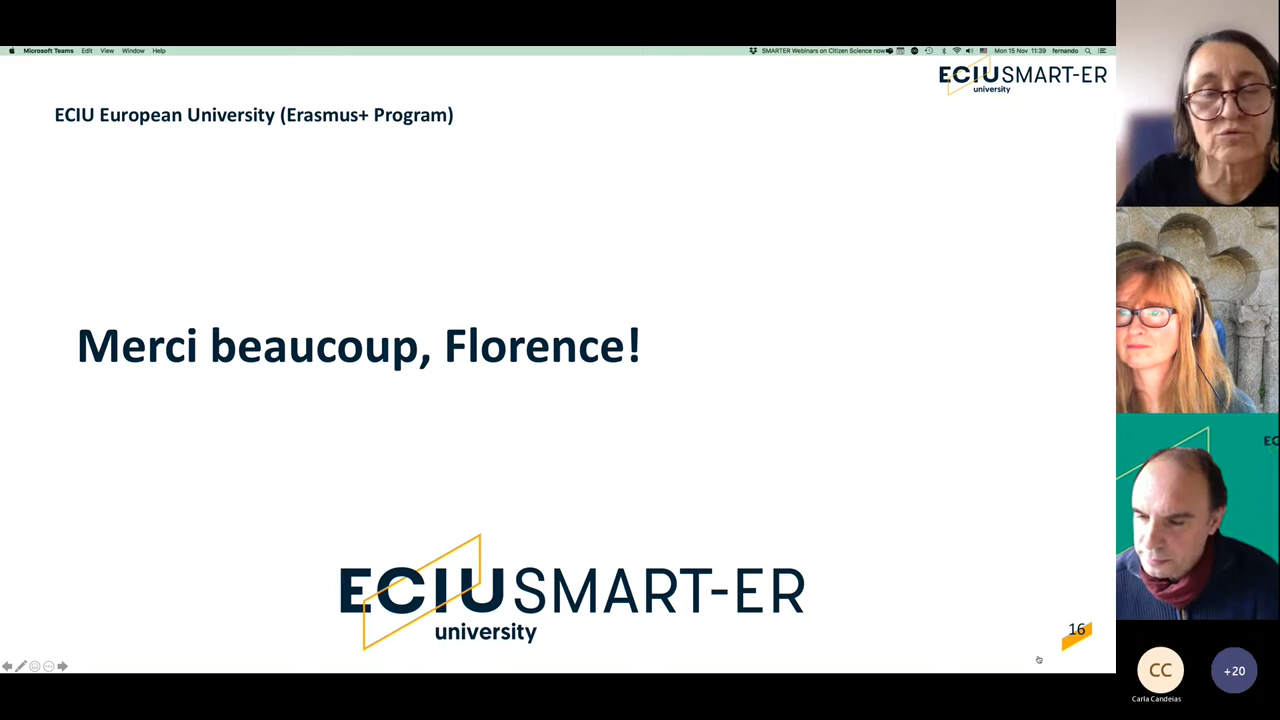 Microsoft Teams Edit View Window Help
SMARTER Webinars on Citizen Science now
Mon 15 Nov 11:39 fernando
ECIU SMART-ER
university
ECIU European University (Erasmus+ Program)
Merci beaucoup, Florence!
ECIU SMART-ER
university
16
EC
CC
+20
Carla Candeias